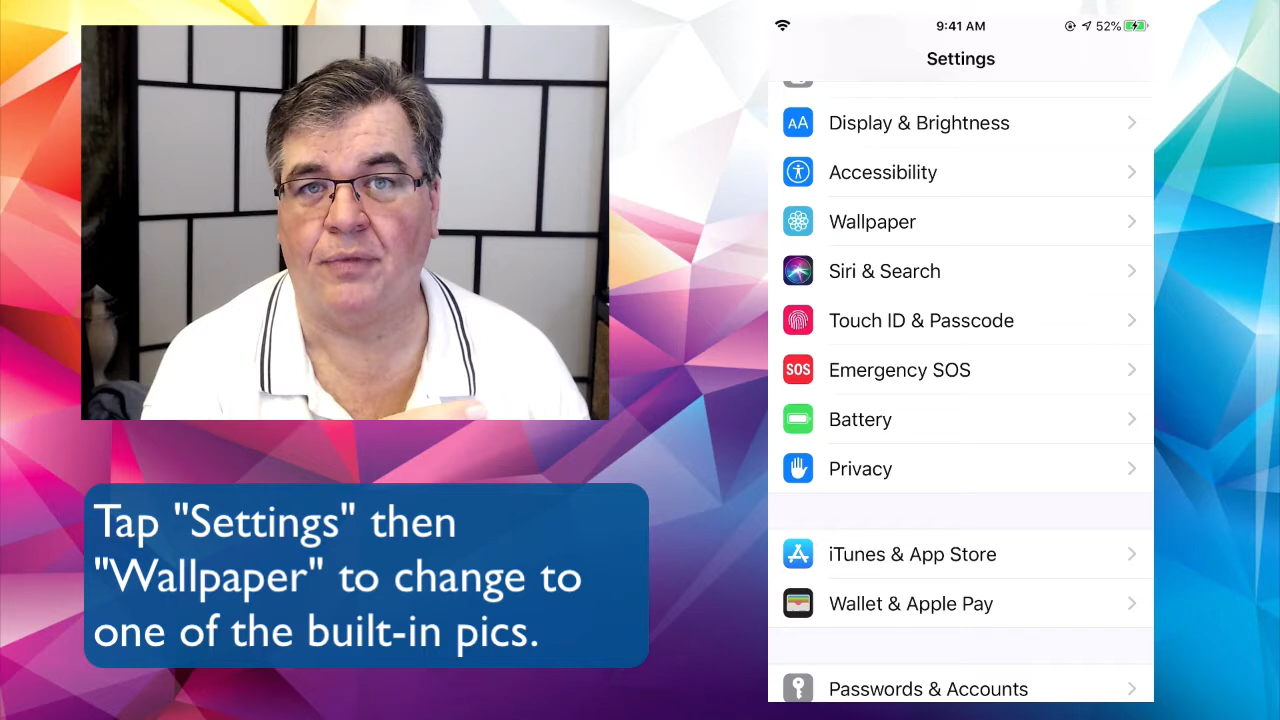 9:41 AM
52%
Settings
AA
Display & Brightness
Accessibility
Wallpaper
Siri & Search
Touch ID & Passcode
SOS
Emergency SOS
Battery
Privacy
iTunes & App Store
Wallet & Apple Pay
Passwords & Accounts
Tap "Settings" then
"Wallpaper" to change to
one of the built-in pics.